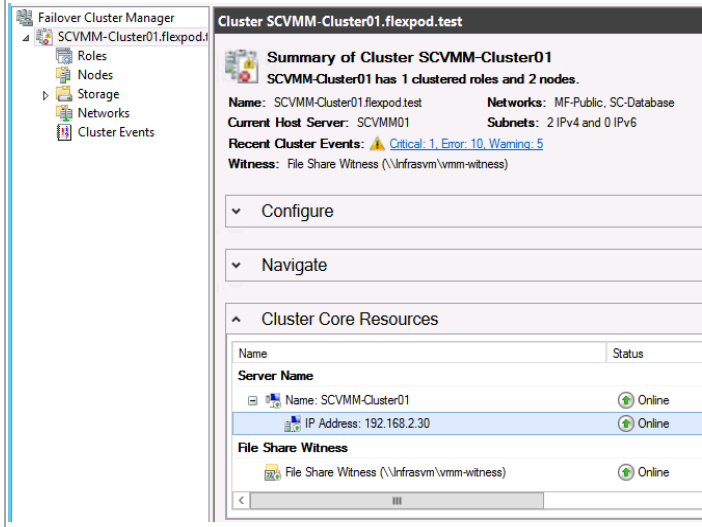 Failover Cluster Manager
SCVMM-Cluster01.flexpod.t
Roles
Nodes
Storage
Networks
Cluster Events
Cluster SCVMM-Cluster01.flexpod.test
Summary of Cluster SCVMM-Cluster01
SCVMM-Cluster01 has 1 clustered roles and 2 nodes.
Name: SCVMM-Cluster01.flexpod.test Networks: MF-Public, SC-Database
Current Host Server: SCVMM01 Subnets: 2 IPv4 and 0 IPv6
Recent Cluster Events: Critical: 1, Error: 10, Warning: 5
Witness: File Share Witness (\\Infrasvm\vmm-witness)
Configure
Navigate
Cluster Core Resources
Name Status
Server Name
Name: SCVMM-Cluster01 Online
IP Address: 192.168.2.30 Online
File Share Witness
File Share Witness (\\Infrasvm\vmm-witness) Online